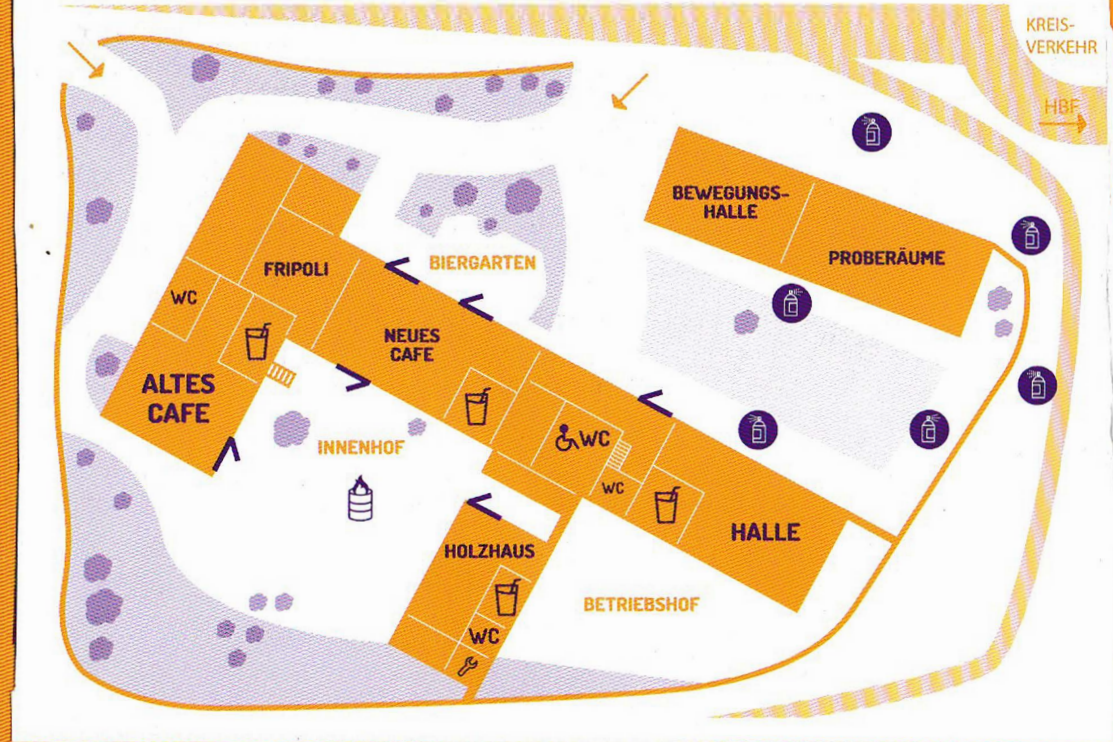 KREIS-
VERKEHR
HBF
BEWEGUNGS-
HALLE
PROBERÄUME
BIERGARTEN
FRIPOLI
WC
NEUES
CAFE
ALTES
CAFE
INNENHOF
WC
WC
HALLE
HOLZHAUS
BETRIEBSHOF
WC